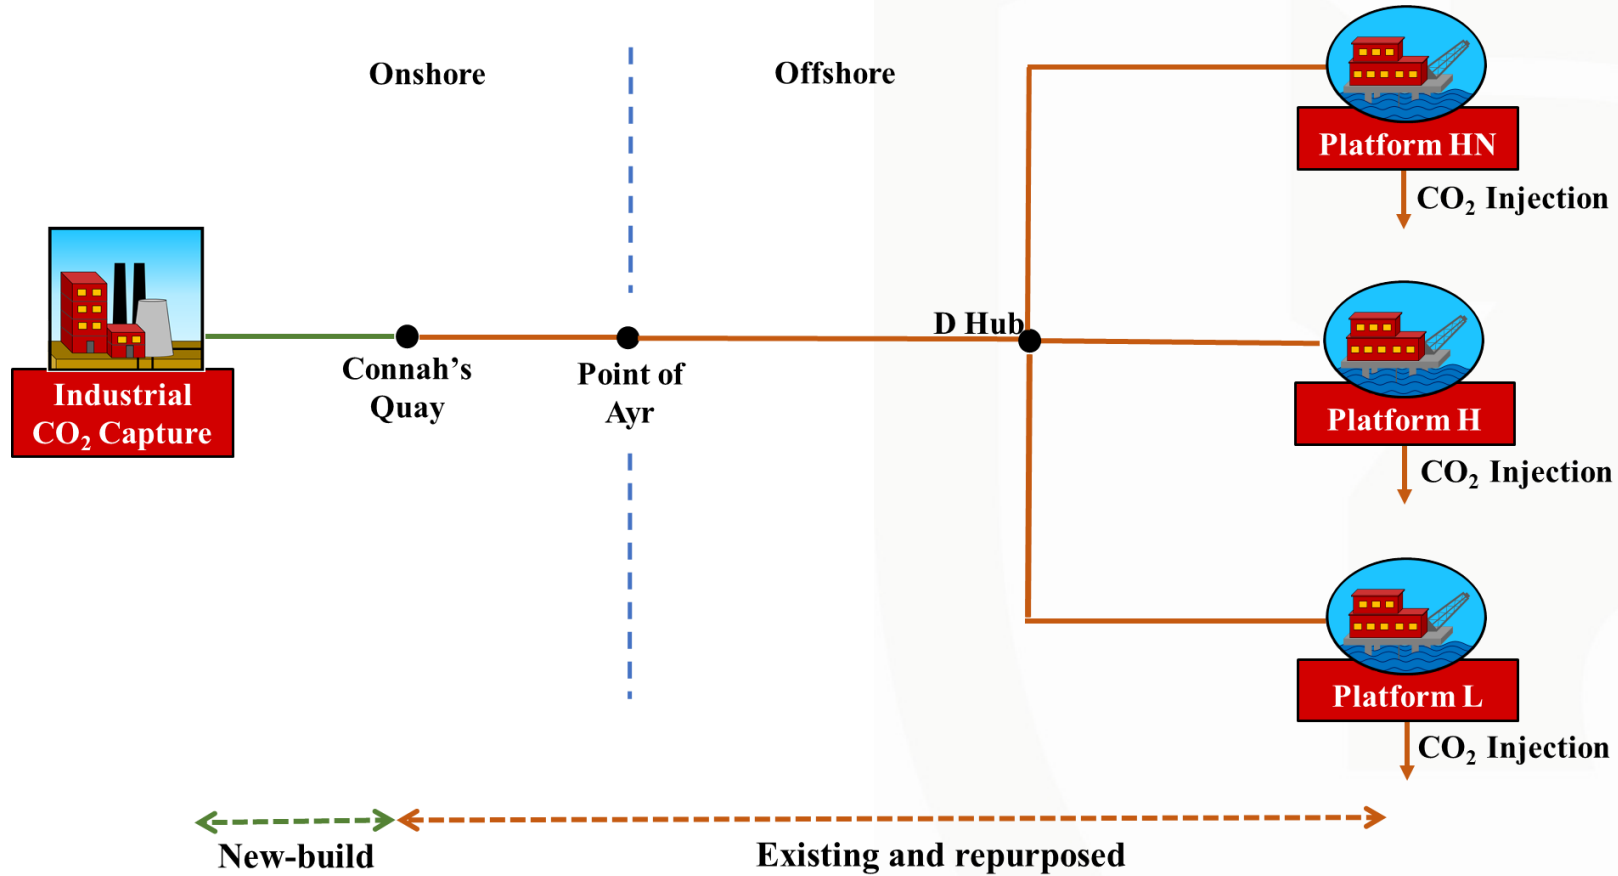 Onshore
Offshore
Platform HN
CO₂ Injection
Industrial
CO₂ Capture
Connah's
Quay
Point of
Ayr
D Hub
Platform H
CO₂ Injection
Platform L
CO₂ Injection
New-build
Existing and repurposed